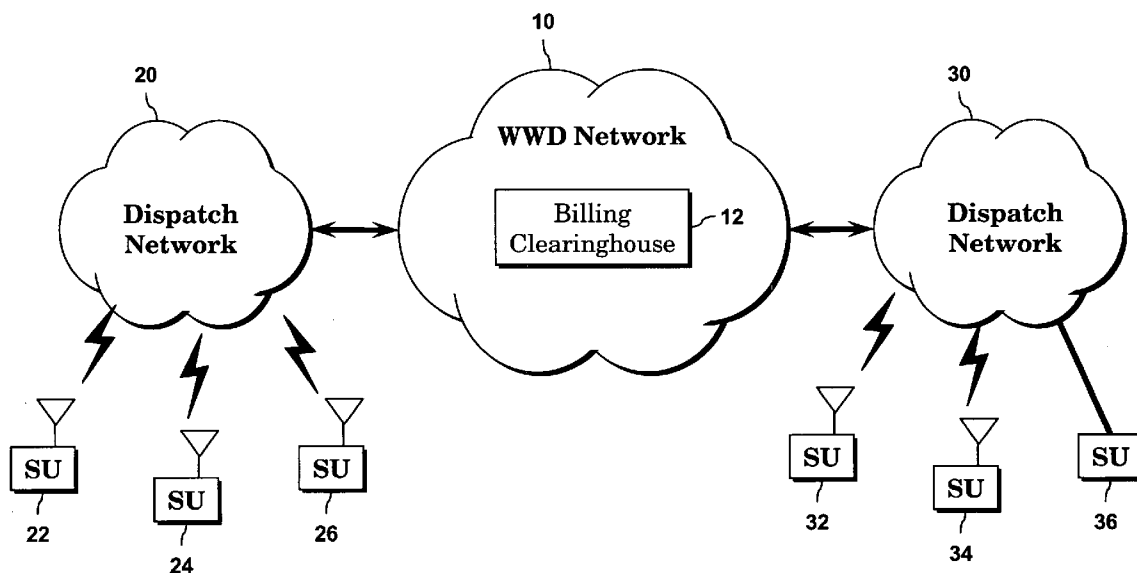 10
20
30
WWD Network
Billing
Clearinghouse
12
Dispatch
Network
Dispatch
Network
SU
SU
SU
SU
SU
SU
22
24
26
32
34
36